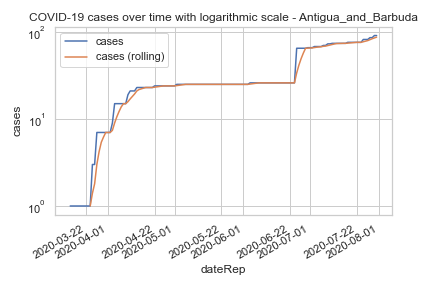 COVID-19 cases over time with logarithmic scale - Antigua_and_Barbuda
cases
cases (rolling)
10²
10¹
10⁰
cases
2020-03-22
2020-04-01
2020-04-22
2020-05-01
2020-05-22
2020-06-01
2020-06-22
2020-07-01
2020-07-22
2020-08-01
dateRep